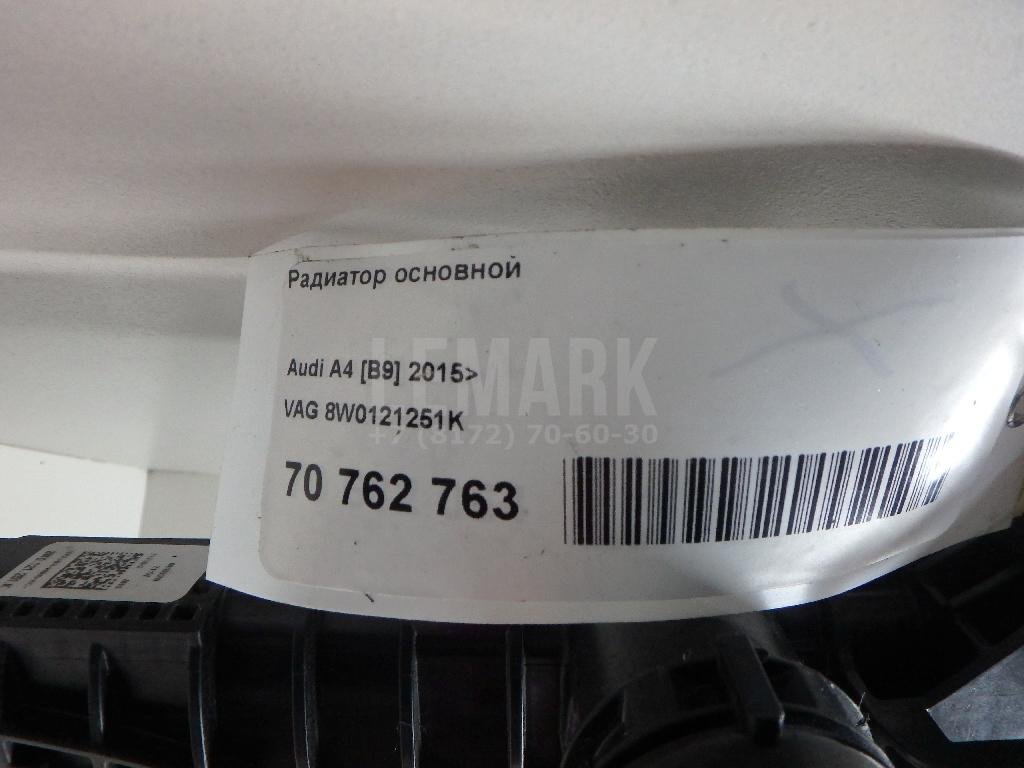 Радиатор основной
Audi A4 [B9] 2015>
VAG 8W0121251K
70 762 763
LEMARK
+7 (8172) 70-60-30